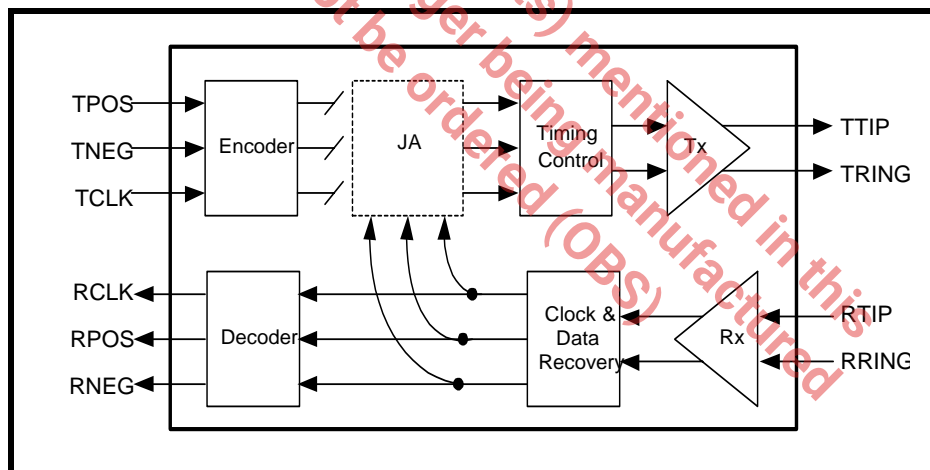 TPOS
TNEG
TCLK
Encoder
JA
Timing
Control
Tx
TTIP
TRING
RCLK
RPOS
RNEG
Decoder
Clock &
Data
Recovery
Rx
RTIP
RRING
mentioned in this
ger being manufactured
be ordered (OBS)